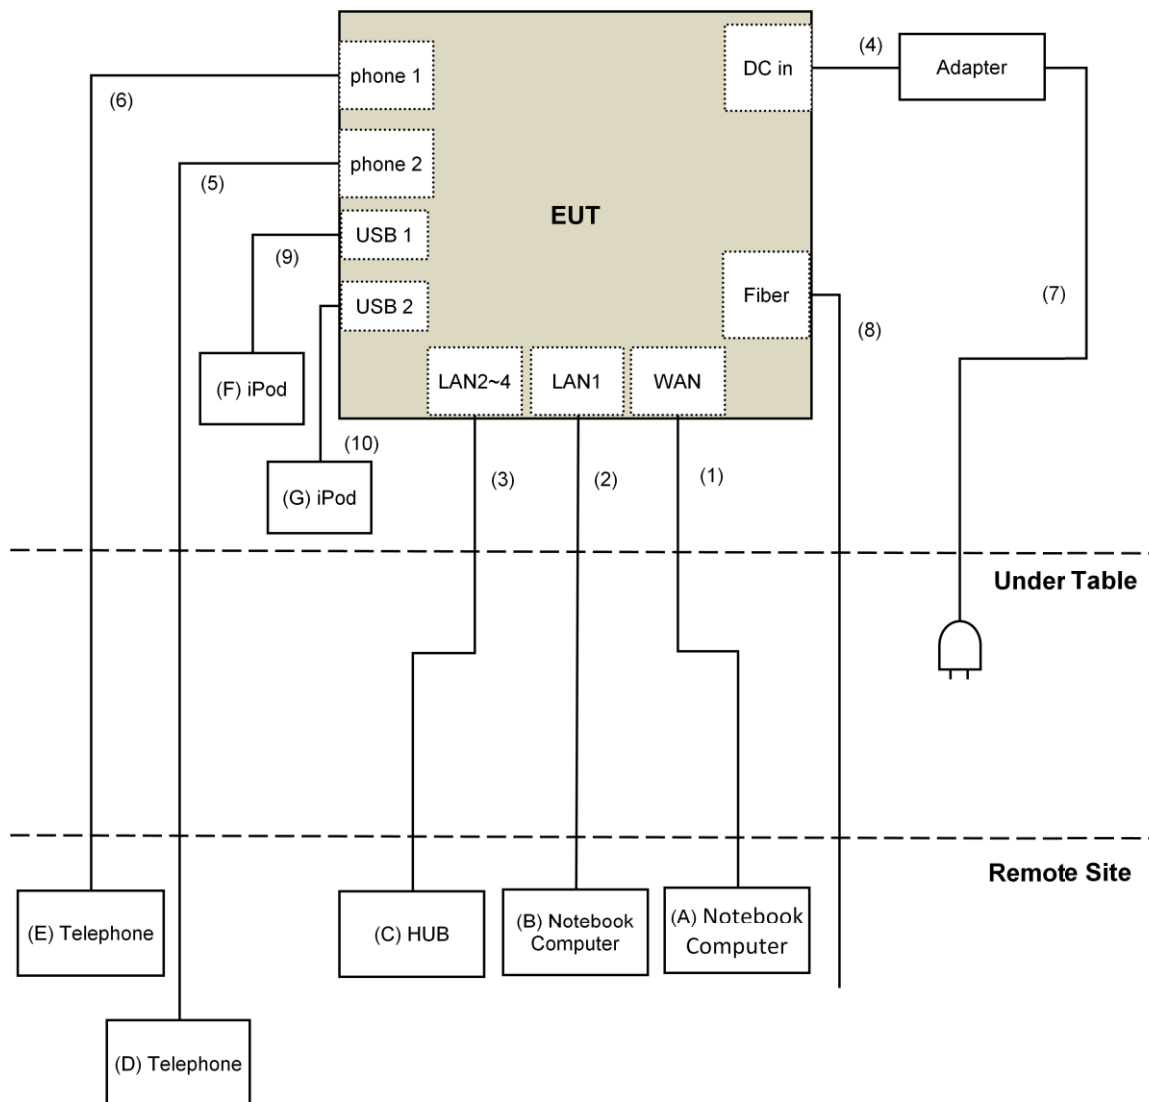 phone 1
DC in
(4)
Adapter
(6)
phone 2
(5)
EUT
USB 1
(9)
USB 2
Fiber
(7)
(8)
(F) iPod
LAN2~4
LAN1
WAN
(10)
(G) iPod
(3)
(2)
(1)
Under Table
Remote Site
(E) Telephone
(C) HUB
(B) Notebook
Computer
(A) Notebook
Computer
(D) Telephone